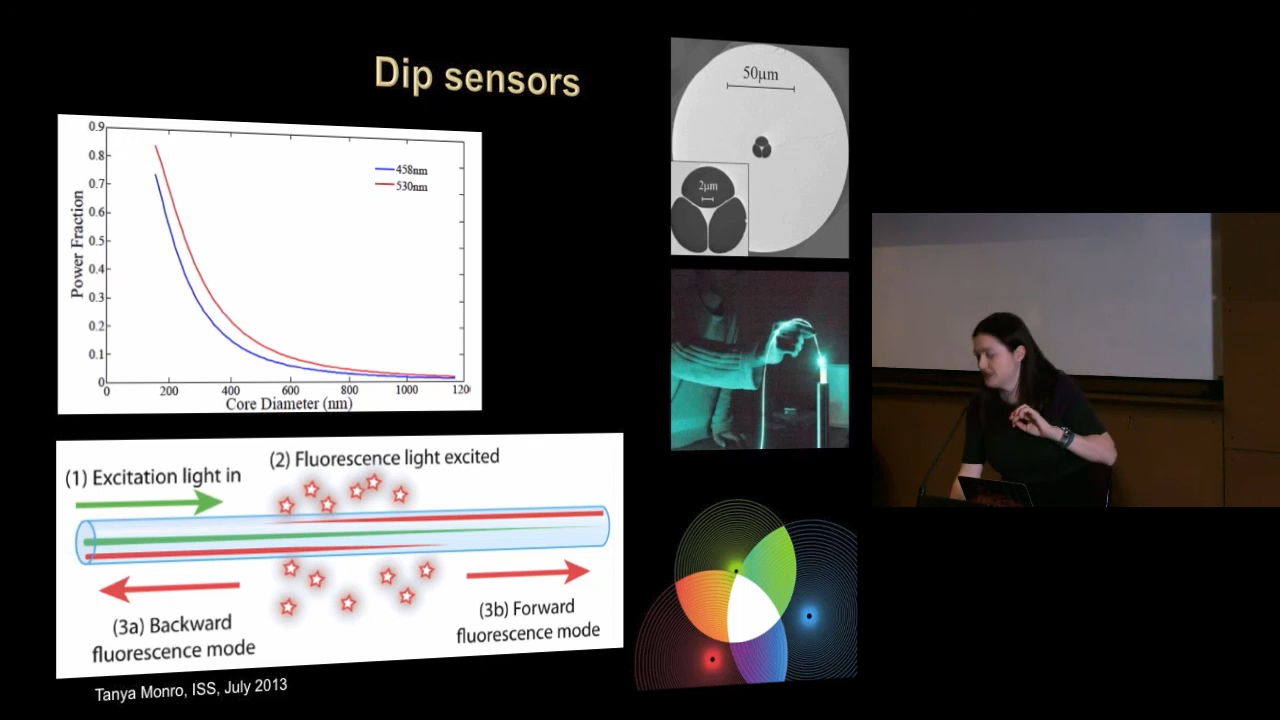 Dip sensors
0.9
0.8
0.7
0.6
0.5
0.4
0.3
0.2
0.1
0
0 200 400 600 800 1000 120
Power Fraction
Core Diameter (nm)
458nm
530nm
50μm
2μm
(1) Excitation light in
(2) Fluorescence light excited
(3a) Backward
fluorescence mode
(3b) Forward
fluorescence mode
Tanya Monro, ISS, July 2013